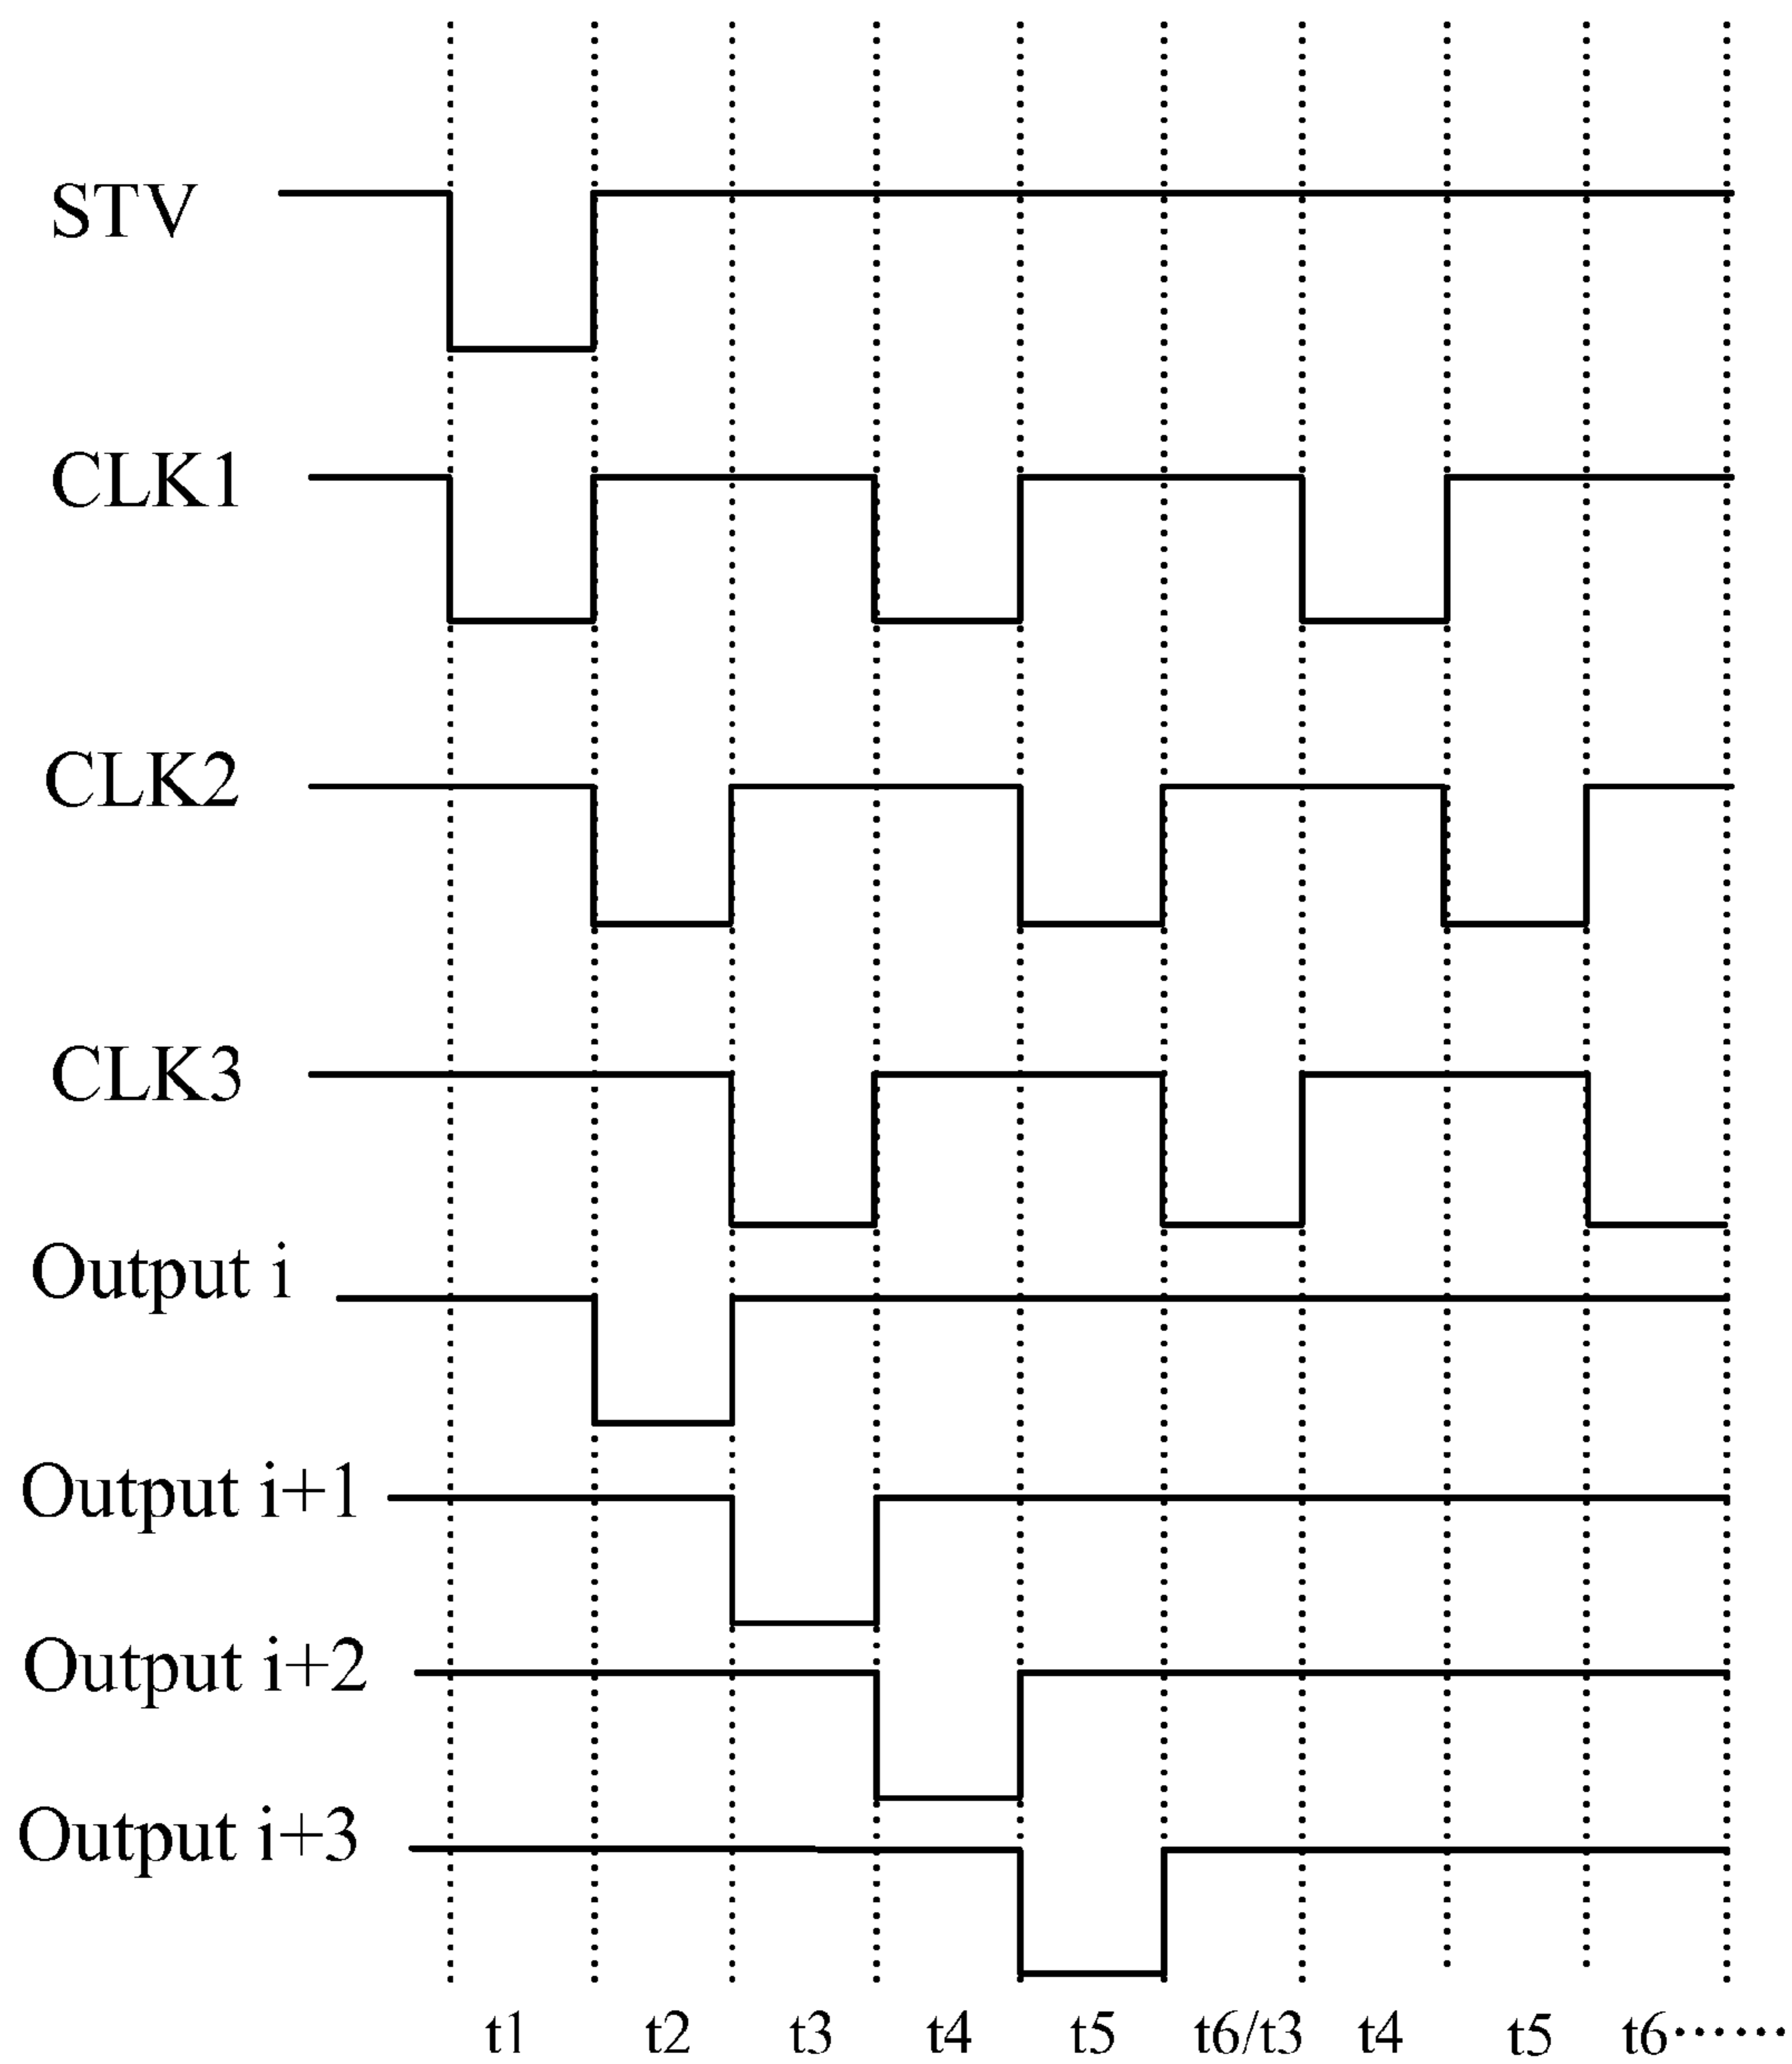 STV
CLK1
CLK2
CLK3
Output i
Output i+1
Output i+2
Output i+3
t1 t2 t3 t4 t5 t6/t3 t4 t5 t6······